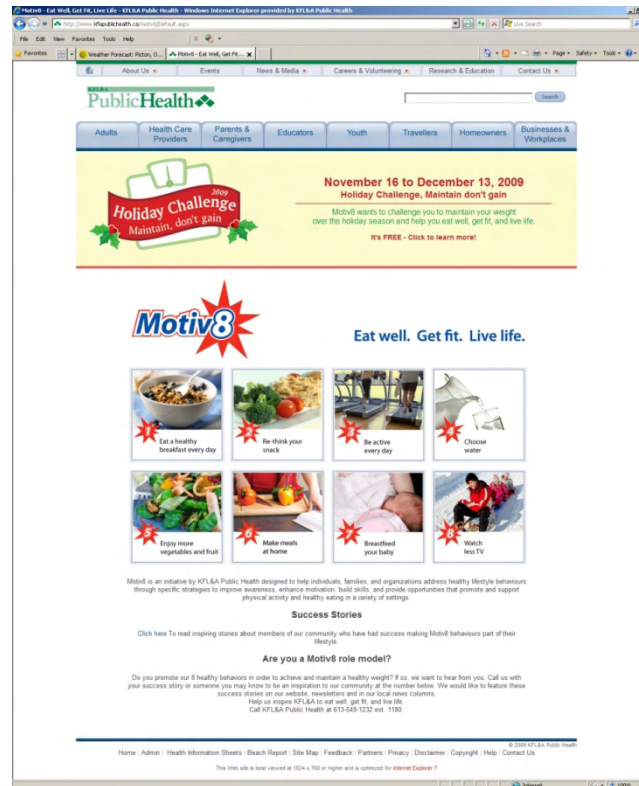 Motiv8 - Eat Well, Get Fit, Live Life - KFL&A Public Health - Windows Internet Explorer provided by KFL&A Public Health
http://www.kflapublichealth.ca/motiv8/Default.aspx
Live Search
File Edit View Favorites Tools Help
Favorites
Weather Forecast: Picton, O...
Motiv8 - Eat Well, Get Fit...
Page Safety Tools
About Us
Events
News & Media
Careers & Volunteering
Research & Education
Contact Us
KFL&A
PublicHealth
Search
Adults
Health Care Providers
Parents & Caregivers
Educators
Youth
Travellers
Homeowners
Businesses & Workplaces
2009
Holiday Challenge
Maintain, don't gain
November 16 to December 13, 2009
Holiday Challenge, Maintain don't gain
Motiv8 wants to challenge you to maintain your weight
over the holiday season and help you eat well, get fit, and live life.
It's FREE - Click to learn more!
Motiv8
Eat well. Get fit. Live life.
1
Eat a healthy
breakfast every day
2
Re-think your
snack
3
Be active
every day
4
Choose
water
5
Enjoy more
vegetables and fruit
6
Make meals
at home
7
Breastfeed
your baby
8
Watch
less TV
Motiv8 is an initiative by KFL&A Public Health designed to help individuals, families, and organizations address healthy lifestyle behaviours
through specific strategies to improve awareness, enhance motivation, build skills, and provide opportunities that promote and support
physical activity and healthy eating in a variety of settings.
Success Stories
Click here To read inspiring stories about members of our community who have had success making Motiv8 behaviours part of their
lifestyle.
Are you a Motiv8 role model?
Do you promote our 8 healthy behaviors in order to achieve and maintain a healthy weight? If so, we want to hear from you. Call us with
your success story or someone you may know to be an inspiration to our community at the number below. We would like to feature these
success stories on our website, newsletters and in our local news columns.
Help us inspire KFL&A to eat well, get fit, and live life.
Call KFL&A Public Health at 613-549-1232 ext. 1180.
© 2009 KFL&A Public Health
Home | Admin | Health Information Sheets | Beach Report | Site Map | Feedback | Partners | Privacy | Disclaimer | Copyright | Help | Contact Us
This Web site is best viewed at 1024 x 768 or higher and is optimized for Internet Explorer 7
Internet
100%